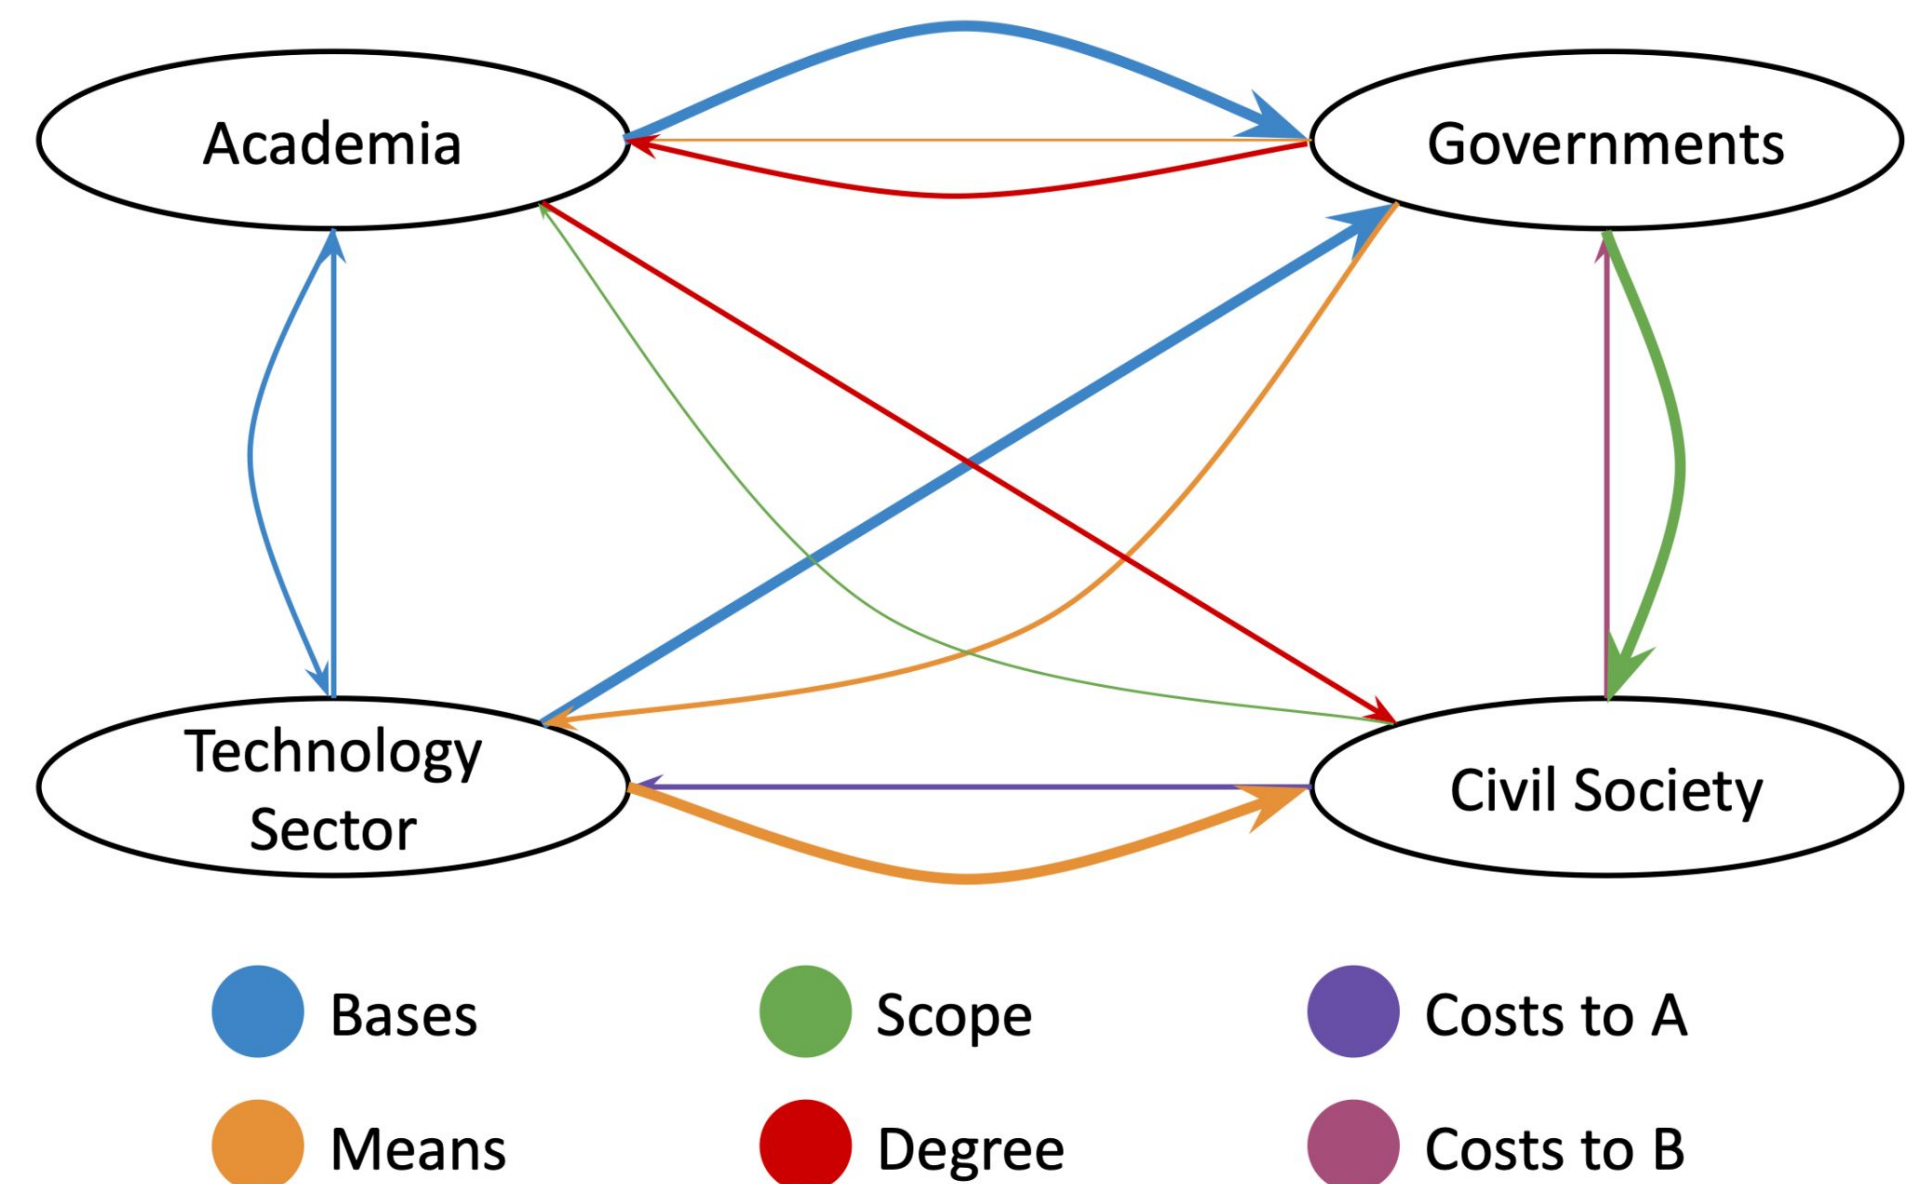 Academia
Governments
Technology
Sector
Civil Society
Bases
Scope
Costs to A
Means
Degree
Costs to B